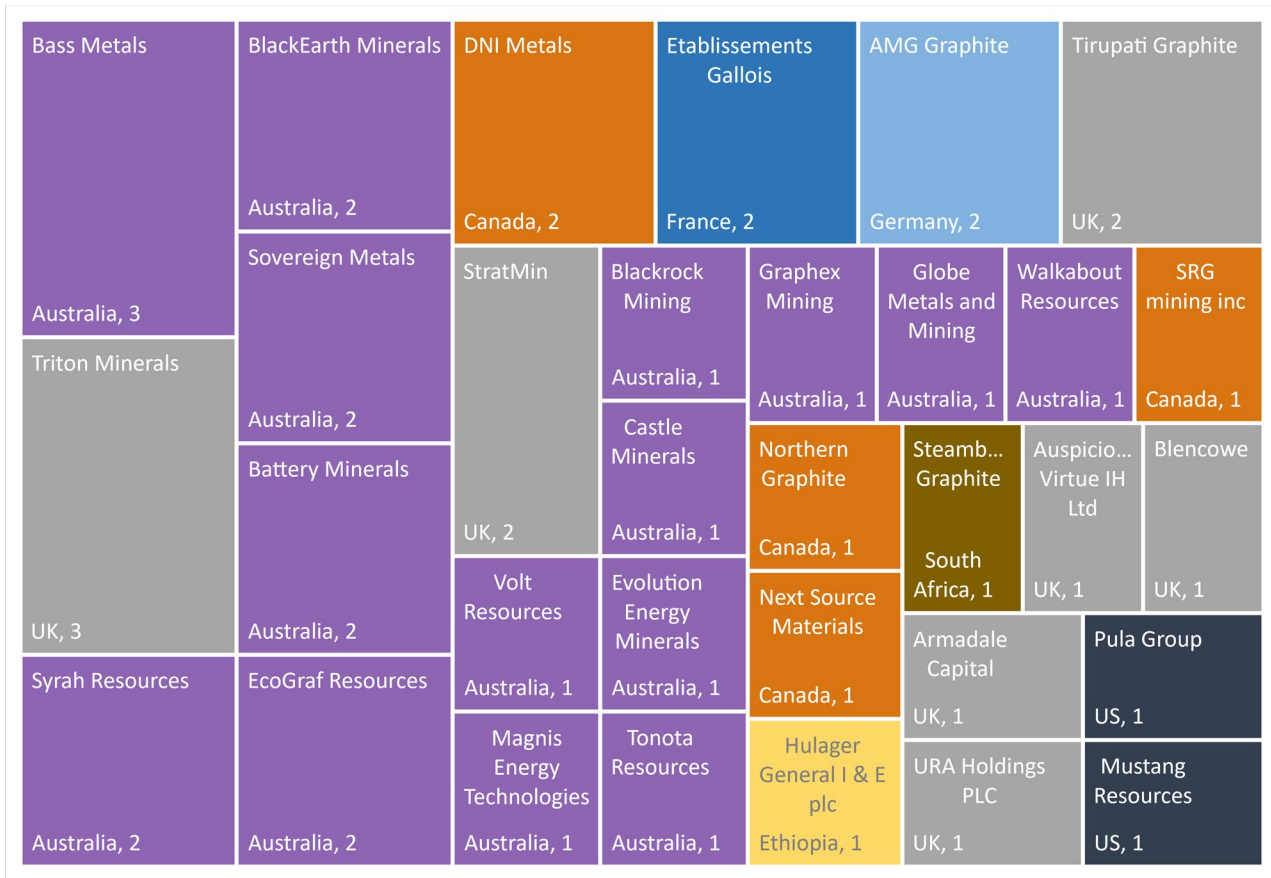 Bass Metals
Australia, 3
Triton Minerals
UK, 3
Syrah Resources
Australia, 2
BlackEarth Minerals
Australia, 2
Sovereign Metals
Australia, 2
Battery Minerals
Australia, 2
EcoGraf Resources
Australia, 2
DNI Metals
Canada, 2
Etablissements
Gallois
France, 2
AMG Graphite
Germany, 2
Tirupati Graphite
UK, 2
StratMin
UK, 2
Volt
Resources
Australia, 1
Magnis
Energy
Technologies
Australia, 1
Blackrock
Mining
Australia, 1
Castle
Minerals
Australia, 1
Evolution
Energy
Minerals
Australia, 1
Tonota
Resources
Australia, 1
Graphex
Mining
Australia, 1
Globe
Metals and
Mining
Australia, 1
Walkabout
Resources
Australia, 1
SRG
mining inc
Canada, 1
Northern
Graphite
Canada, 1
Next Source
Materials
Canada, 1
Hulager
General I & E
plc
Ethiopia, 1
Steamb...
Graphite
South
Africa, 1
Auspicio...
Virtue IH
Ltd
UK, 1
Blencowe
UK, 1
Armadale
Capital
UK, 1
URA Holdings
PLC
UK, 1
Pula Group
US, 1
Mustang
Resources
US, 1